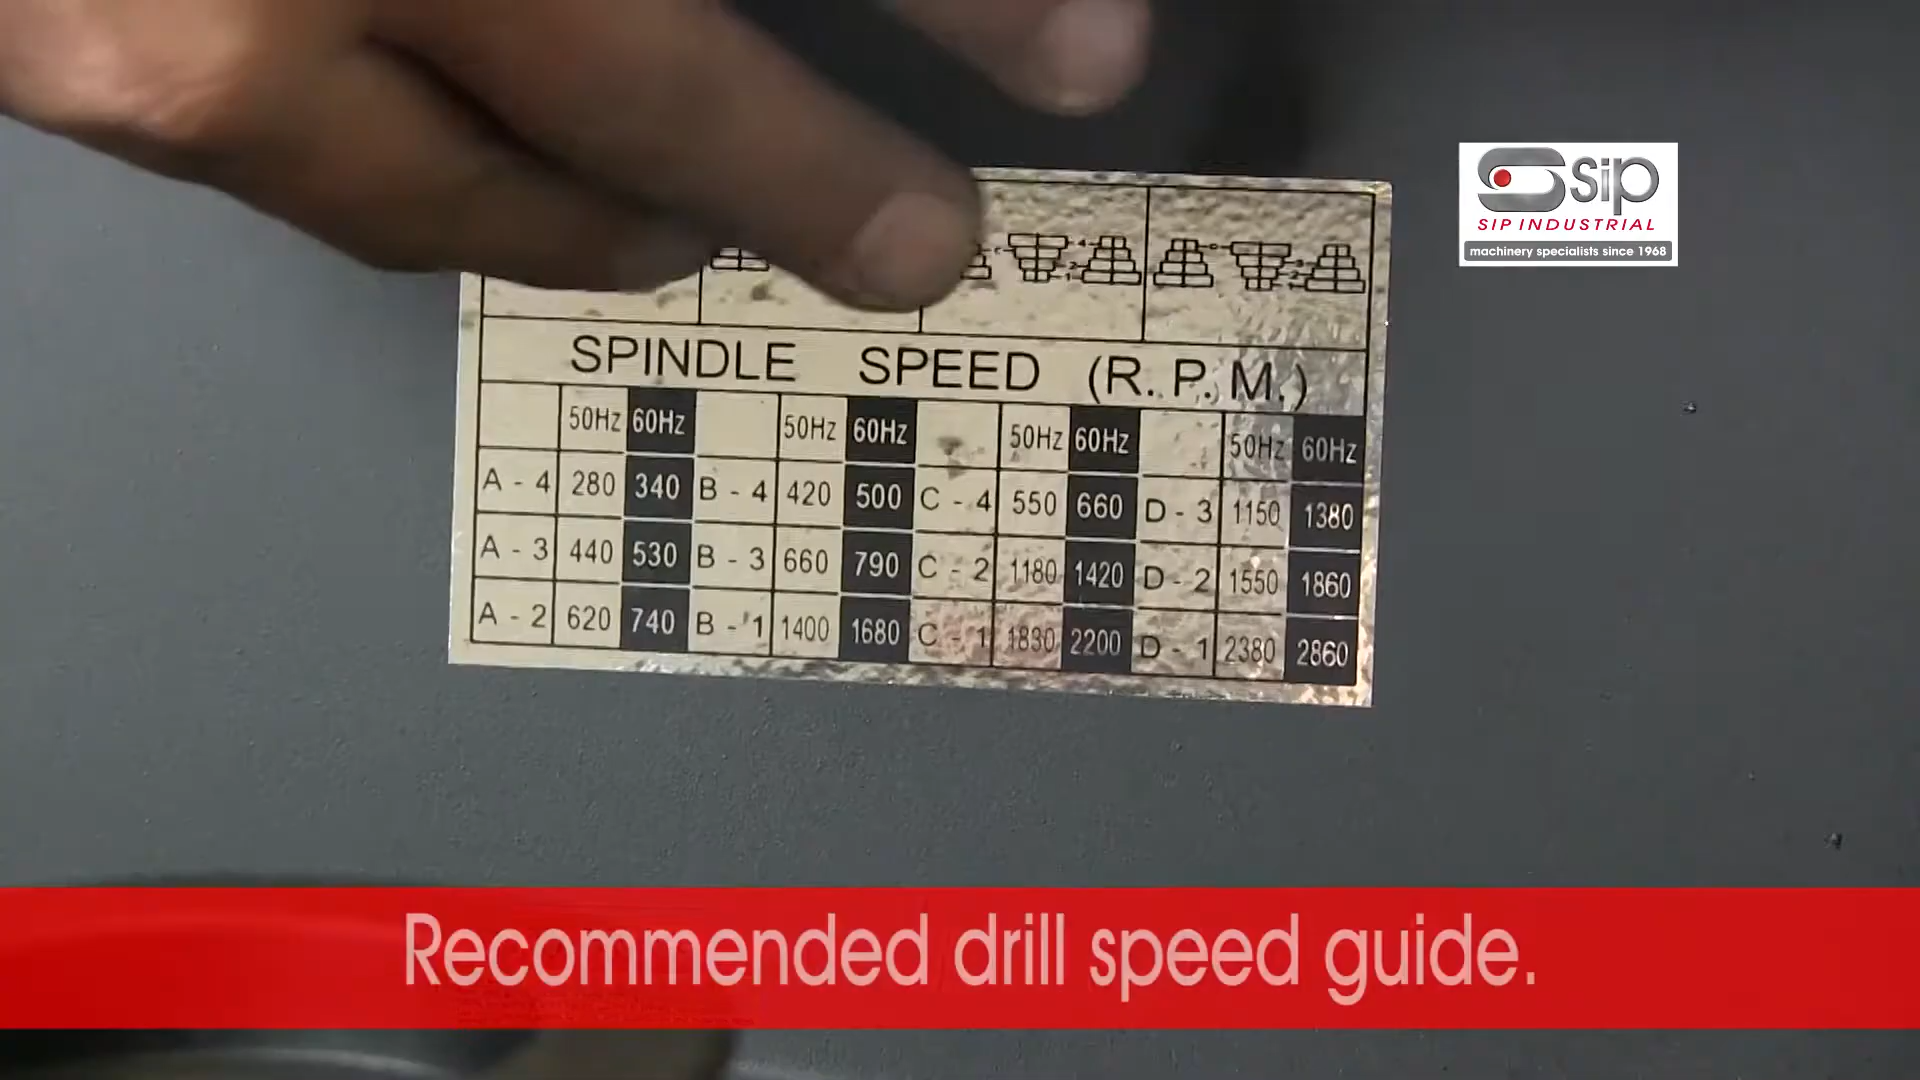 sip
SIP INDUSTRIAL
machinery specialists since 1968
SPINDLE SPEED (R.P.M.)
50Hz 60Hz 50Hz 60Hz 50Hz 60Hz 50Hz 60Hz
A - 4 280 340 B - 4 420 500 C - 4 550 660 D - 3 1150 1380
A - 3 440 530 B - 3 660 790 C - 2 1180 1420 D - 2 1550 1860
A - 2 620 740 B - 1 1400 1680 C - 1 1830 2200 D - 1 2380 2860
Recommended drill speed guide.